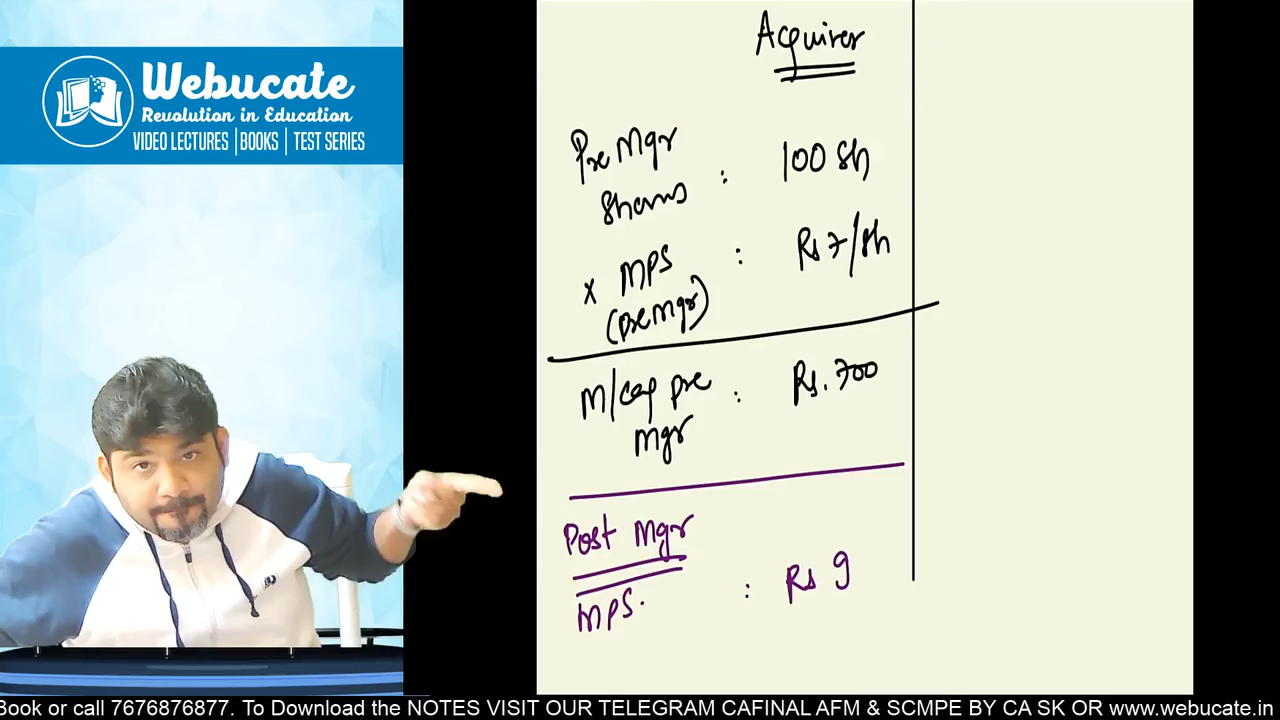 Webucate
Revolution in Education
VIDEO LECTURES | BOOKS | TEST SERIES
Acquirer
Pre Mgr
Shares : 100 Sh
x MPS : Rs 7/Sh
(pre Mgr)
M/Cap pre : Rs. 700
Mgr
Post Mgr
MPS. : Rs 9
Book or call 7676876877. To Download the NOTES VISIT OUR TELEGRAM CAFINAL AFM & SCMPE BY CA SK OR www.webucate.in